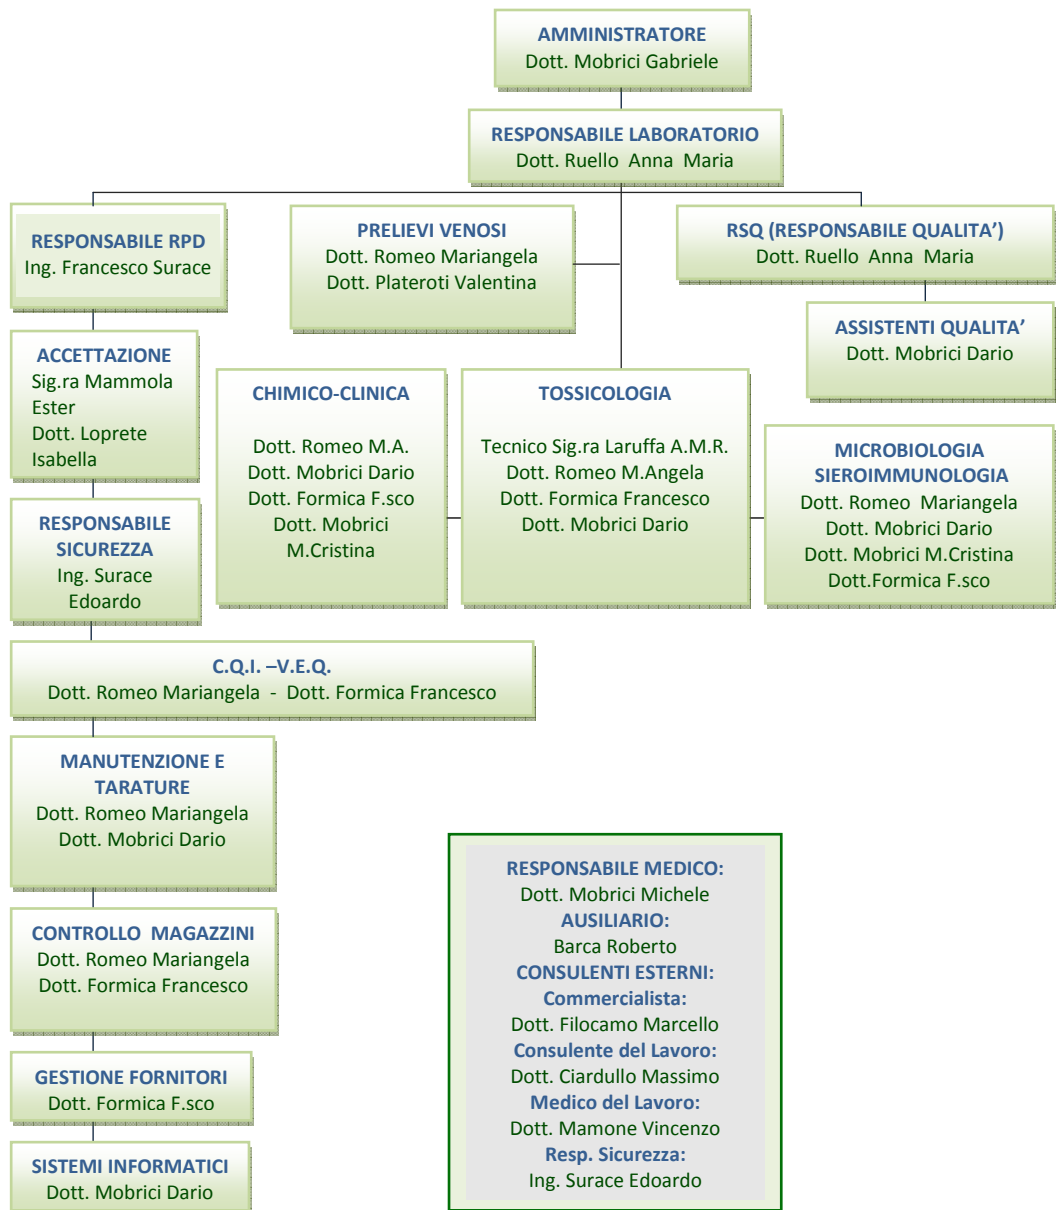 AMMINISTRATORE
Dott. Mobrici Gabriele
RESPONSABILE LABORATORIO
Dott. Ruello Anna Maria
RESPONSABILE RPD
Ing. Francesco Surace
PRELIEVI VENOSI
Dott. Romeo Mariangela
Dott. Plateroti Valentina
RSQ (RESPONSABILE QUALITA’)
Dott. Ruello Anna Maria
ASSISTENTI QUALITA’
Dott. Mobrici Dario
ACCETTAZIONE
Sig.ra Mammola
Ester
Dott. Loprete
Isabella
CHIMICO-CLINICA
Dott. Romeo M.A.
Dott. Mobrici Dario
Dott. Formica F.sco
Dott. Mobrici
M.Cristina
TOSSICOLOGIA
Tecnico Sig.ra Laruffa A.M.R.
Dott. Romeo M.Angela
Dott. Formica Francesco
Dott. Mobrici Dario
MICROBIOLOGIA
SIEROIMMUNOLOGIA
Dott. Romeo Mariangela
Dott. Mobrici Dario
Dott. Mobrici M.Cristina
Dott.Formica F.sco
RESPONSABILE
SICUREZZA
Ing. Surace
Edoardo
C.Q.I. –V.E.Q.
Dott. Romeo Mariangela - Dott. Formica Francesco
MANUTENZIONE E
TARATURE
Dott. Romeo Mariangela
Dott. Mobrici Dario
CONTROLLO MAGAZZINI
Dott. Romeo Mariangela
Dott. Formica Francesco
GESTIONE FORNITORI
Dott. Formica F.sco
SISTEMI INFORMATICI
Dott. Mobrici Dario
RESPONSABILE MEDICO:
Dott. Mobrici Michele
AUSILIARIO:
Barca Roberto
CONSULENTI ESTERNI:
Commercialista:
Dott. Filocamo Marcello
Consulente del Lavoro:
Dott. Ciardullo Massimo
Medico del Lavoro:
Dott. Mamone Vincenzo
Resp. Sicurezza:
Ing. Surace Edoardo